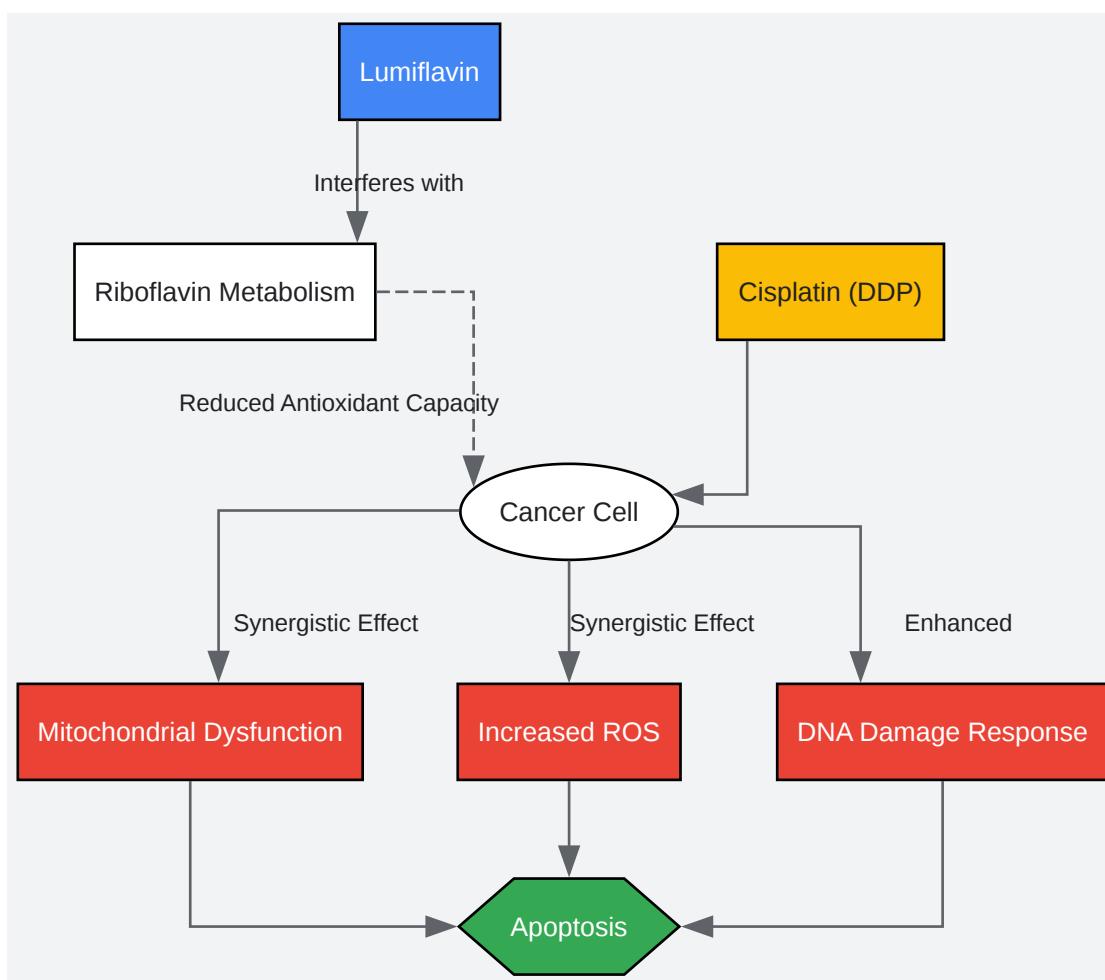 Lumiflavin
Interferes with
Riboflavin Metabolism
Cisplatin (DDP)
Reduced Antioxidant Capacity
Cancer Cell
Synergistic Effect
Synergistic Effect
Enhanced
Mitochondrial Dysfunction
Increased ROS
DNA Damage Response
Apoptosis